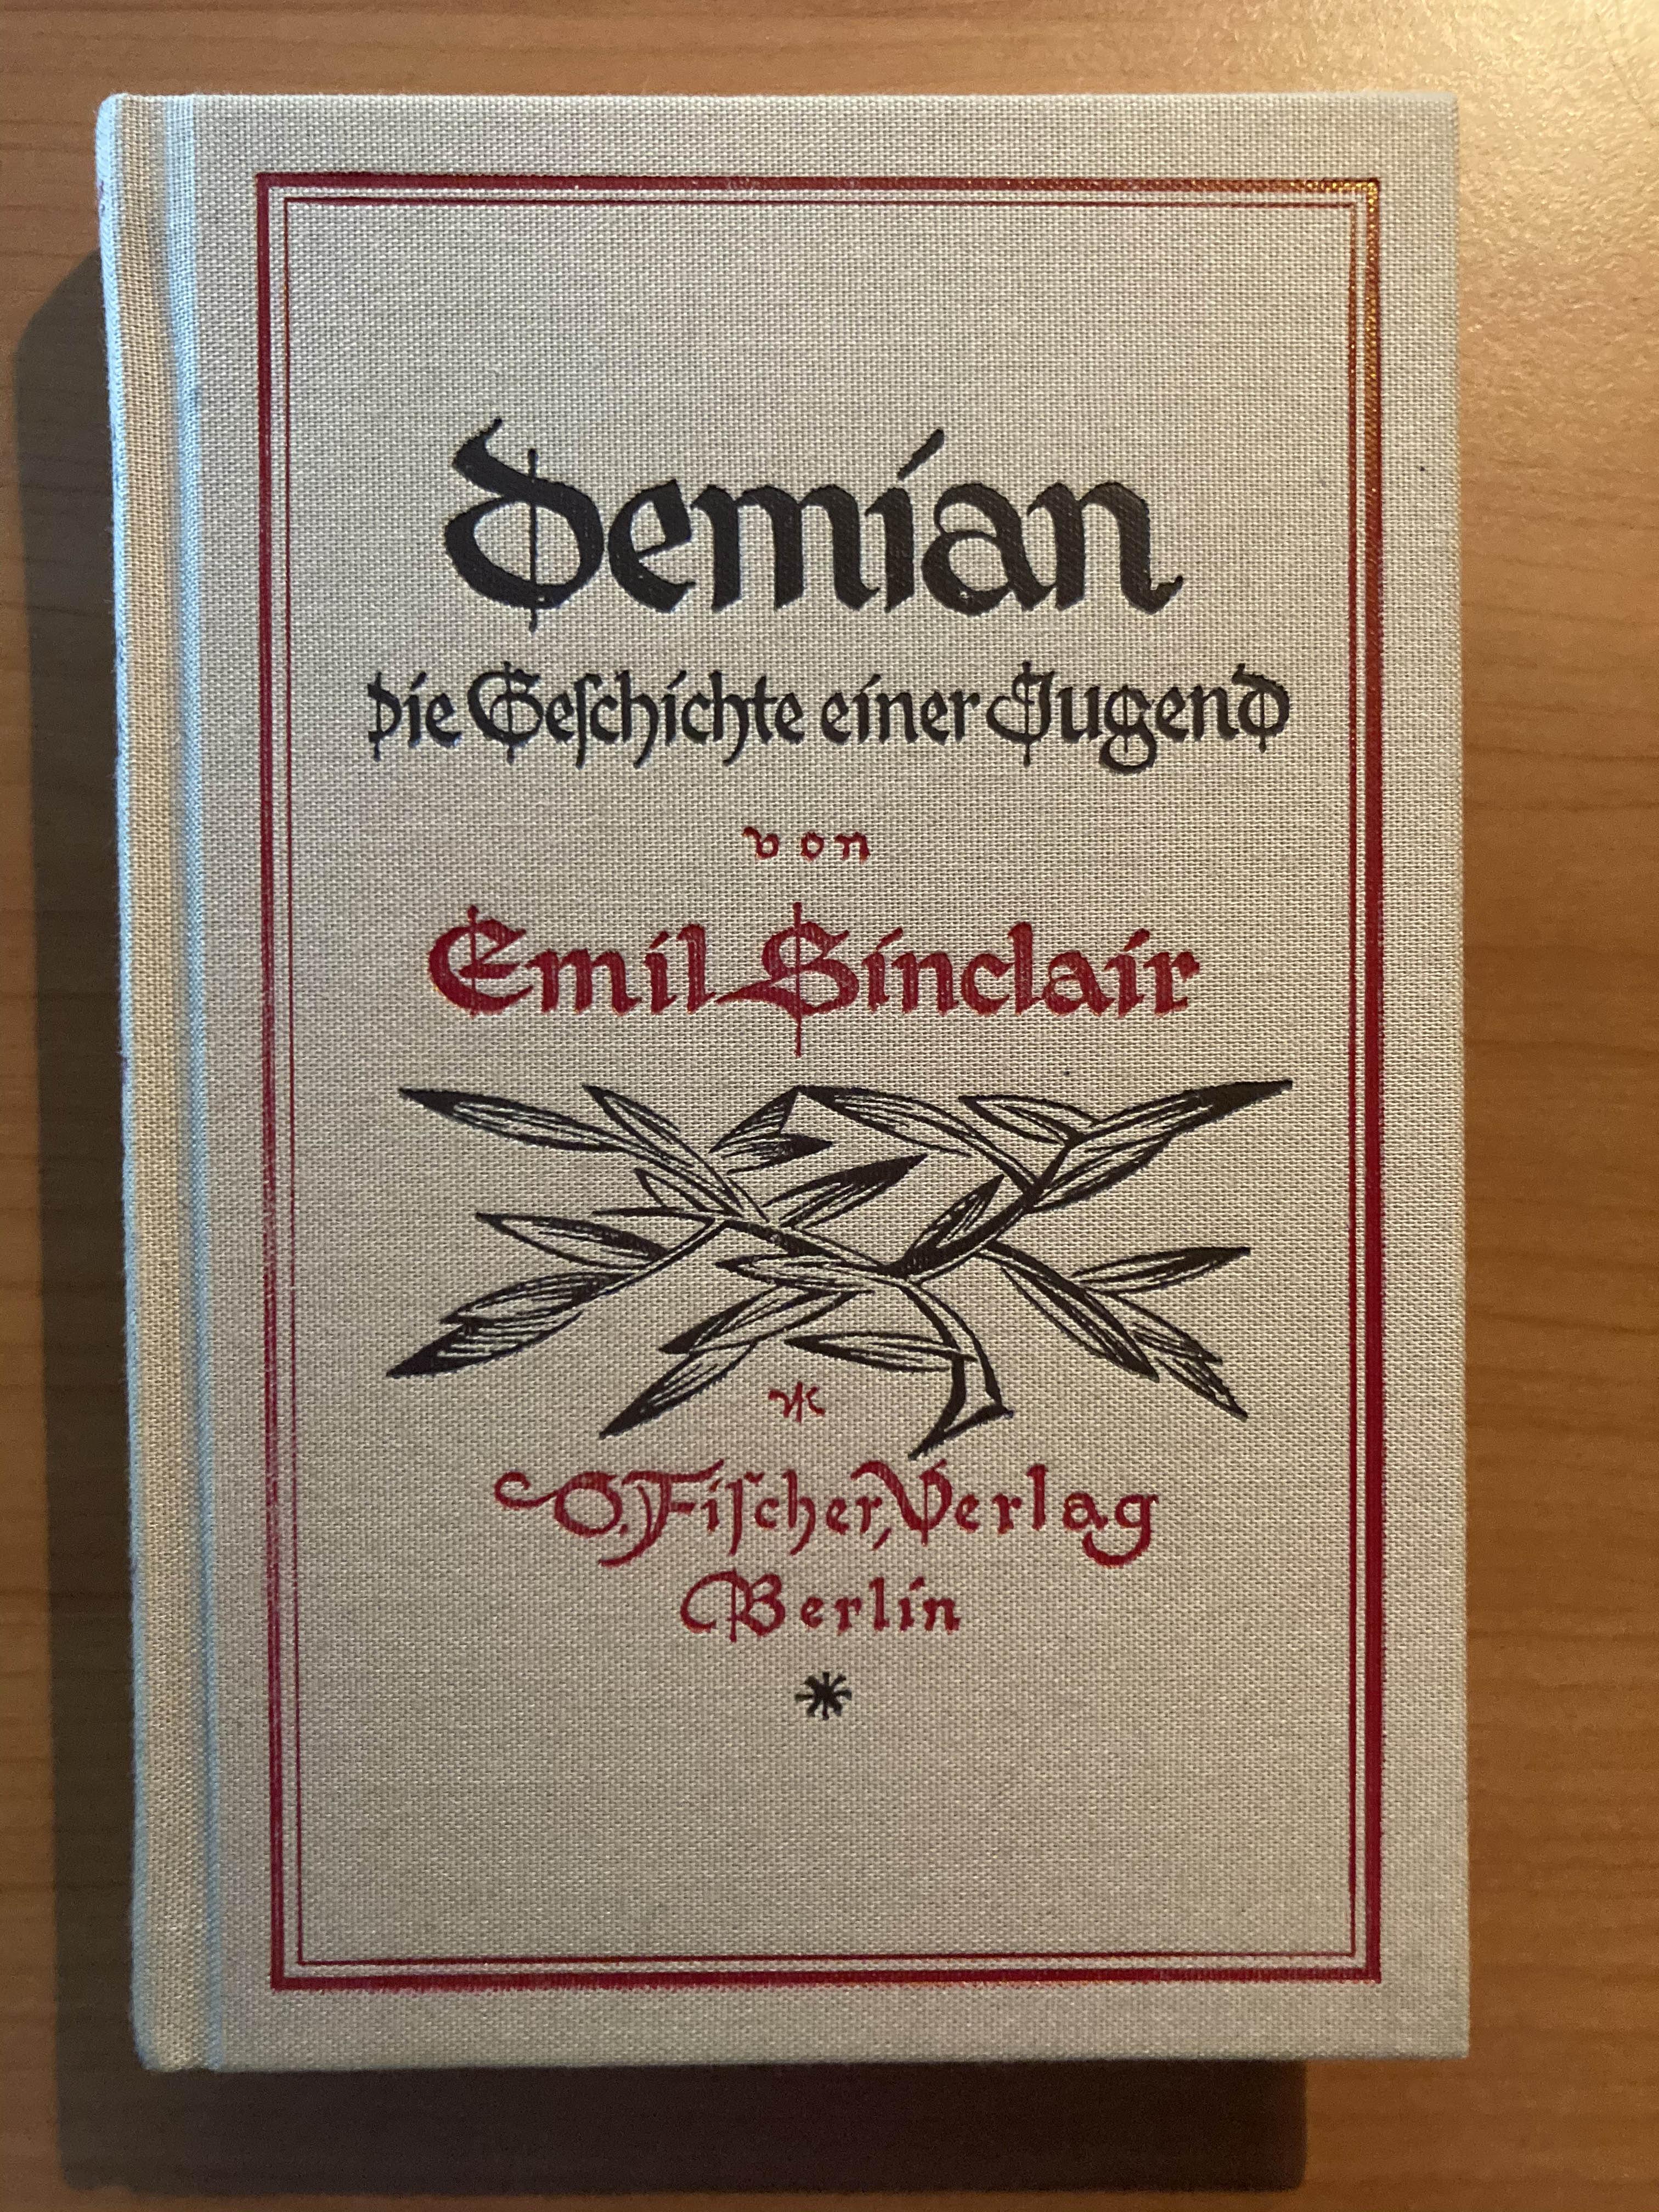 Demian
Die Geſchichte einer Jugend
von
Emil Sinclair
S. Fiſcher, Verlag
Berlin